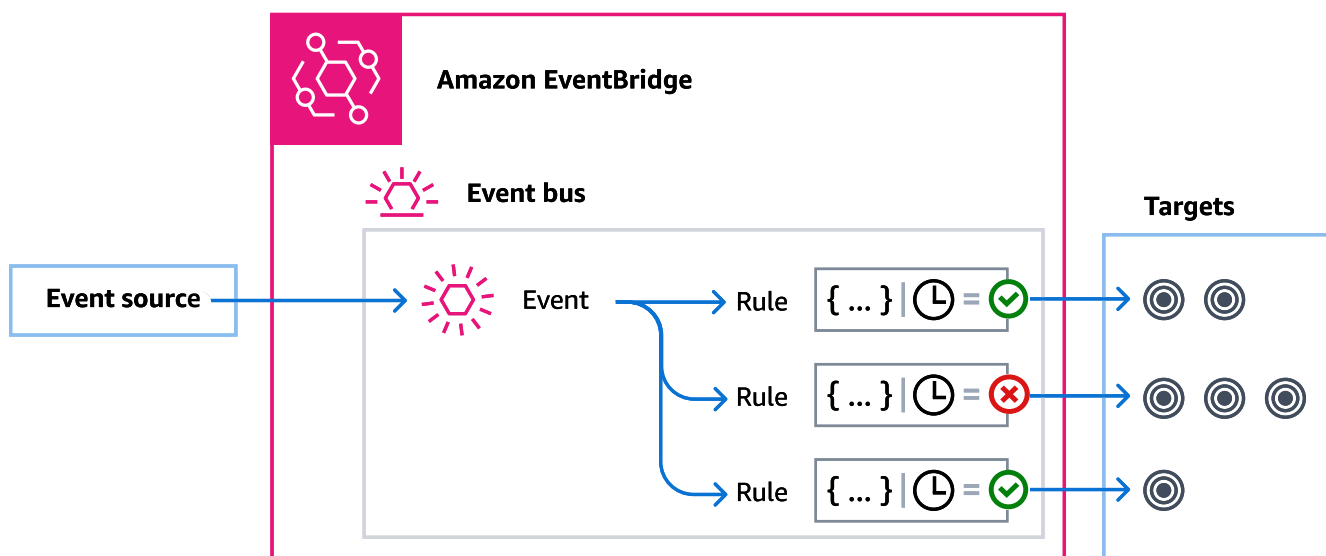 Amazon EventBridge
Event bus
Targets
Event source
Event
Rule
{ ... } | =
Rule
{ ... } | =
Rule
{ ... } | =